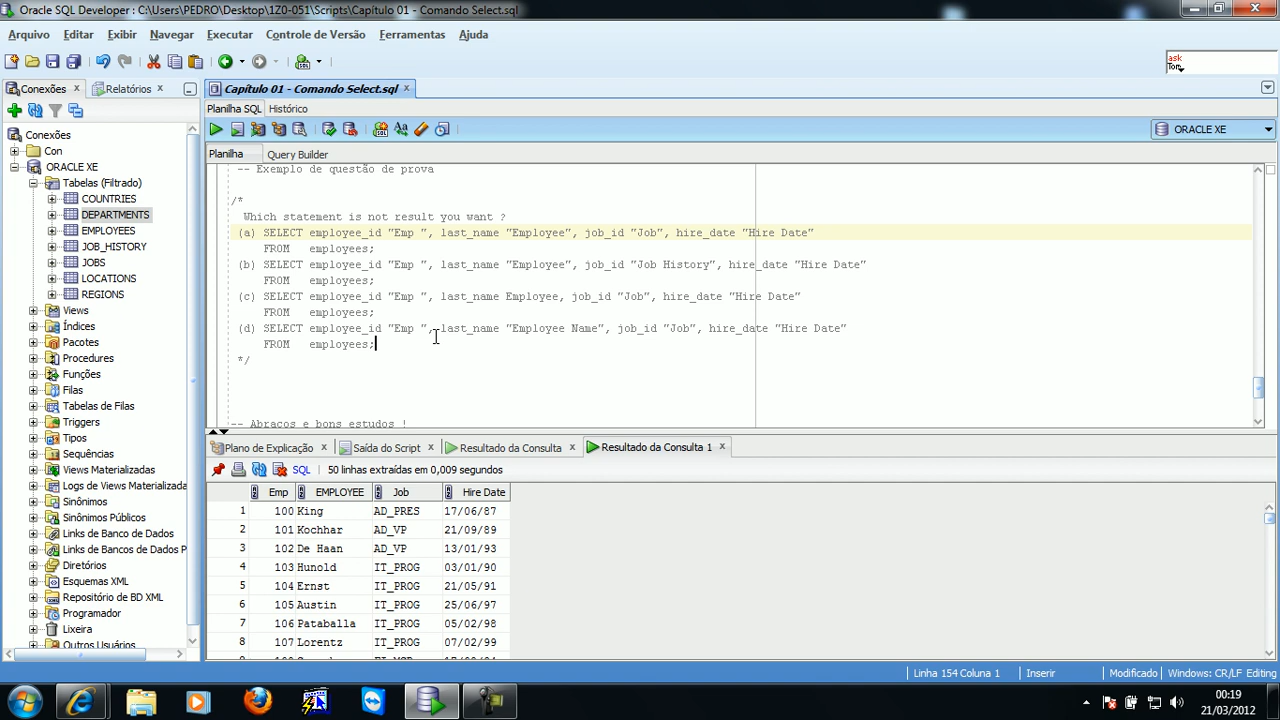 Oracle SQL Developer : C:\Users\PEDRO\Desktop\1Z0-051\Scripts\Capítulo 01 - Comando Select.sql
Arquivo Editar Exibir Navegar Executar Controle de Versão Ferramentas Ajuda
ask
Tom
Conexões Relatórios Capítulo 01 - Comando Select.sql
Planilha SQL Histórico
ORACLE XE
Planilha Query Builder
Conexões
Con
ORACLE XE
Tabelas (Filtrado)
COUNTRIES
DEPARTMENTS
EMPLOYEES
JOB_HISTORY
JOBS
LOCATIONS
REGIONS
Views
Índices
Pacotes
Procedures
Funções
Filas
Tabelas de Filas
Triggers
Tipos
Sequências
Views Materializadas
Logs de Views Materializada
Sinônimos
Sinônimos Públicos
Links de Banco de Dados
Links de Bancos de Dados P
Diretórios
Esquemas XML
Repositório de BD XML
Programador
Lixeira
Outros Usuários
-- Exemplo de questão de prova
/*
Which statement is not result you want ?
(a) SELECT employee_id "Emp ", last_name "Employee", job_id "Job", hire_date "Hire Date"
FROM employees;
(b) SELECT employee_id "Emp ", last_name "Employee", job_id "Job History", hire_date "Hire Date"
FROM employees;
(c) SELECT employee_id "Emp ", last_name Employee, job_id "Job", hire_date "Hire Date"
FROM employees;
(d) SELECT employee_id "Emp ", last_name "Employee Name", job_id "Job", hire_date "Hire Date"
FROM employees;
*/
-- Abraços e bons estudos !
Plano de Explicação Saída do Script Resultado da Consulta Resultado da Consulta 1
SQL 50 linhas extraídas em 0,009 segundos
Emp EMPLOYEE Job Hire Date
1 100 King AD_PRES 17/06/87
2 101 Kochhar AD_VP 21/09/89
3 102 De Haan AD_VP 13/01/93
4 103 Hunold IT_PROG 03/01/90
5 104 Ernst IT_PROG 21/05/91
6 105 Austin IT_PROG 25/06/97
7 106 Pataballa IT_PROG 05/02/98
8 107 Lorentz IT_PROG 07/02/99
Linha 154 Coluna 1 Inserir Modificado Windows: CR/LF Editing
00:19
21/03/2012